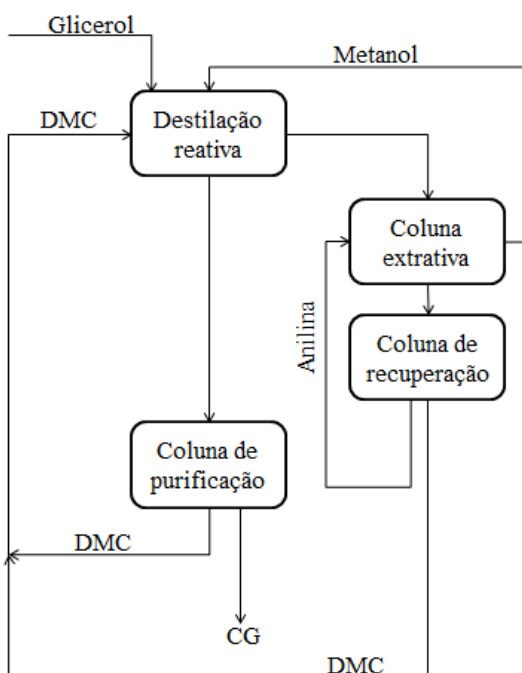 Glicerol
Metanol
DMC
Destilação
reativa
Coluna
extrativa
Anilina
Coluna de
recuperação
Coluna de
purificação
DMC
CG
DMC